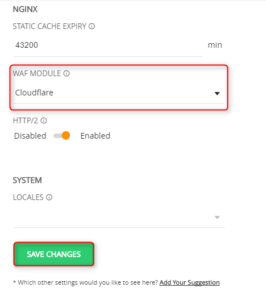 NGINX
STATIC CACHE EXPIRY
43200 min
WAF MODULE
Cloudflare
HTTP/2
Disabled Enabled
SYSTEM
LOCALES
SAVE CHANGES
* Which other settings would you like to see here? Add Your Suggestion